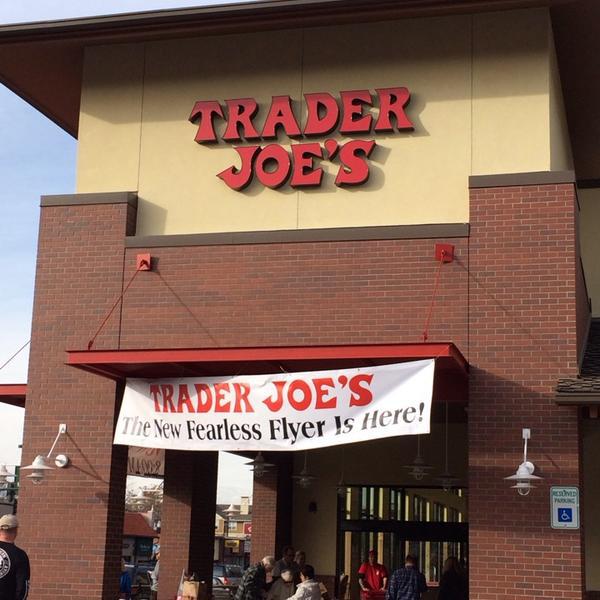 TRADER
JOE'S
TRADER JOE'S
The New Fearless Flyer Is Here!
RESERVED
PARKING